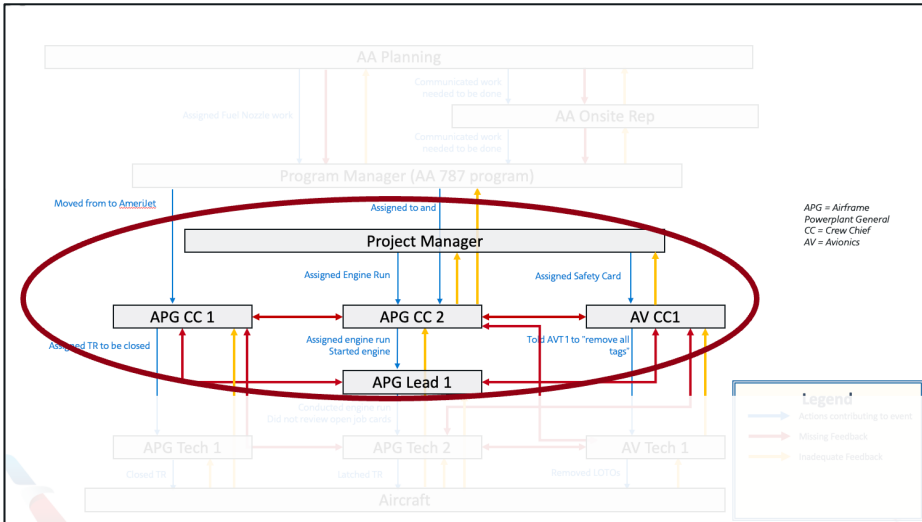 AA Planning
Communicated work
needed to be done
Assigned Fuel Nozzle work
AA Onsite Rep
Communicated work
needed to be done
Program Manager (AA 787 program)
Moved from to AmeriJet
Assigned to and
APG = Airframe
Powerplant General
CC = Crew Chief
AV = Avionics
Project Manager
Assigned Engine Run
Assigned Safety Card
APG CC 1
APG CC 2
AV CC1
Assigned TR to be closed
Assigned engine run
Started engine
Told AVT 1 to "remove all
tags"
APG Lead 1
Legend
Conducted engine run
Did not review open job cards
Actions contributing to event
APG Tech 1
APG Tech 2
AV Tech 1
Missing Feedback
Inadequate Feedback
Closed TR
Latched TR
Removed LOTOs
Aircraft